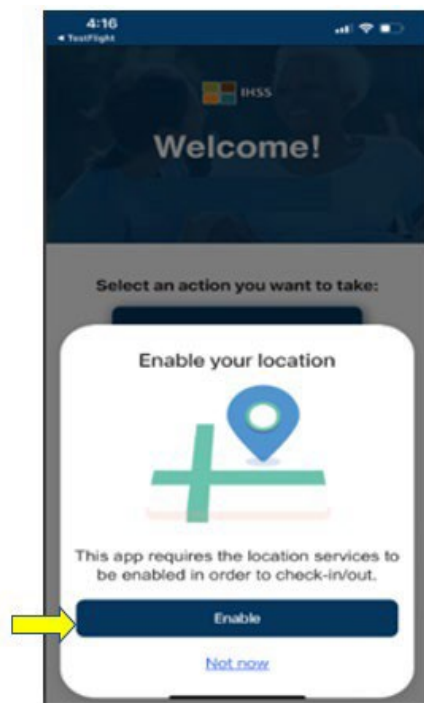 4:16
◄ TestFlight
IHSS
Welcome!
Select an action you want to take:
Enable your location
This app requires the location services to
be enabled in order to check-in/out.
Enable
Not now